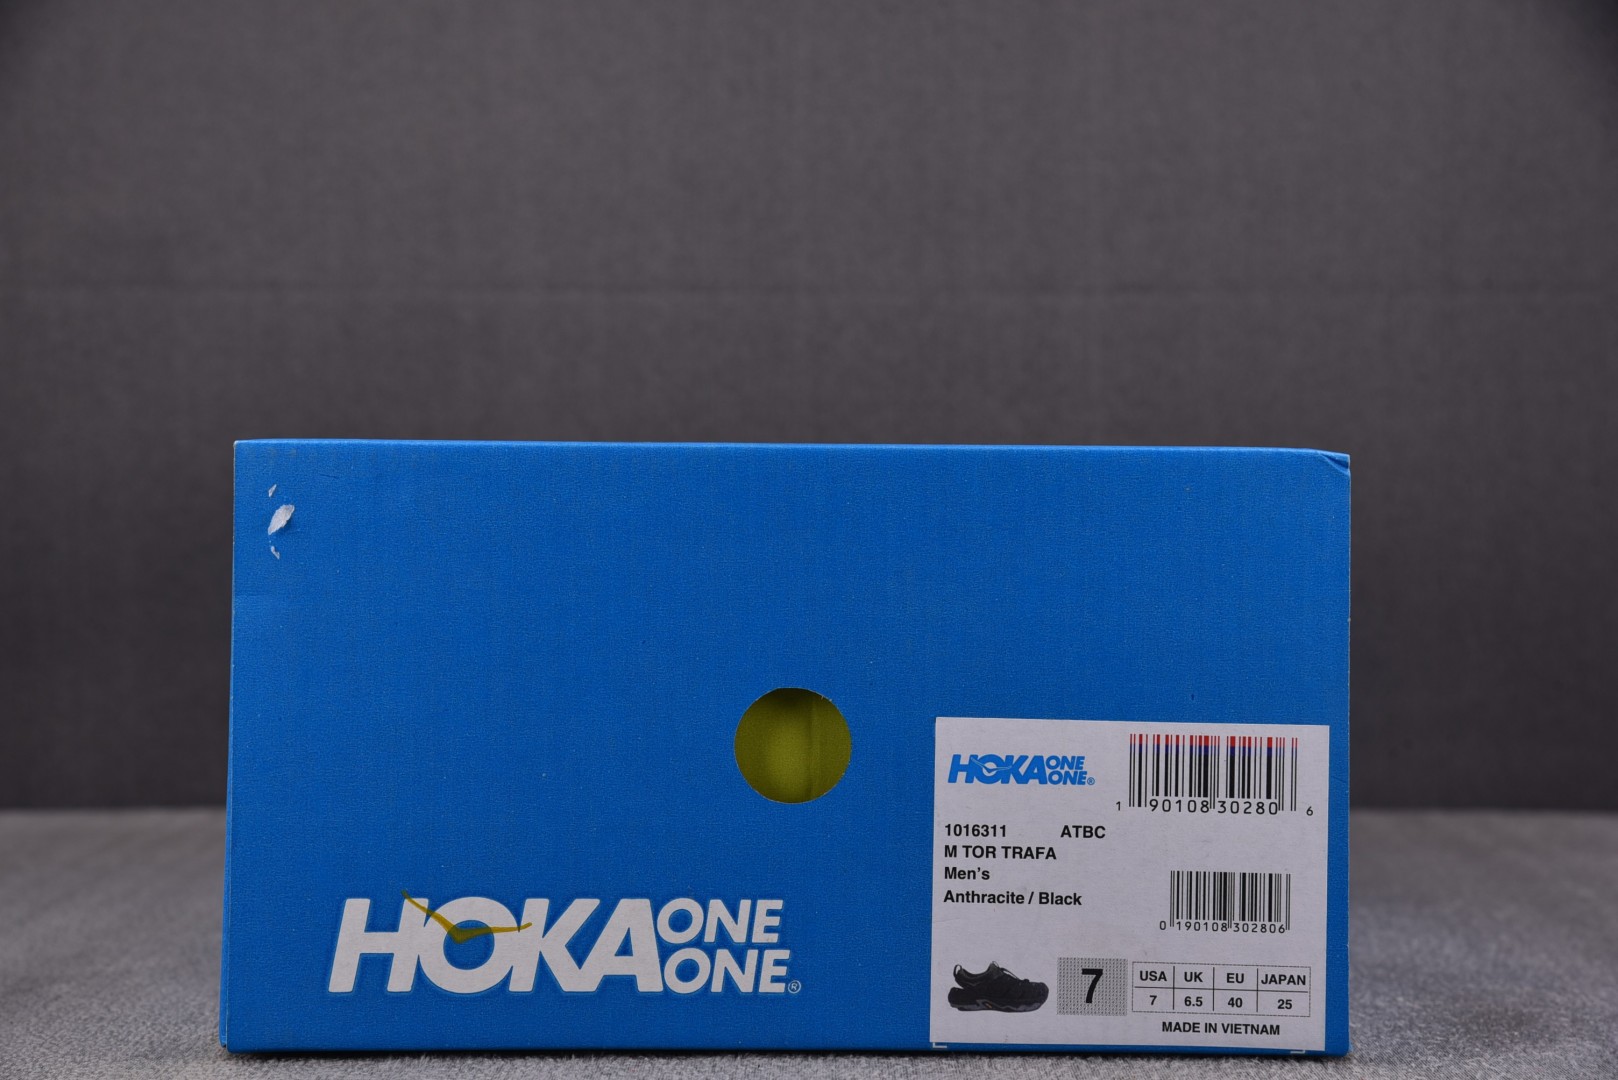 HOKA ONE ONE®
HOKA ONE ONE®
1 90108 30280 6
1016311 ATBC
M TOR TRAFA
Men's
Anthracite / Black
0 190108 302806
7
USA UK EU JAPAN
7 6.5 40 25
MADE IN VIETNAM